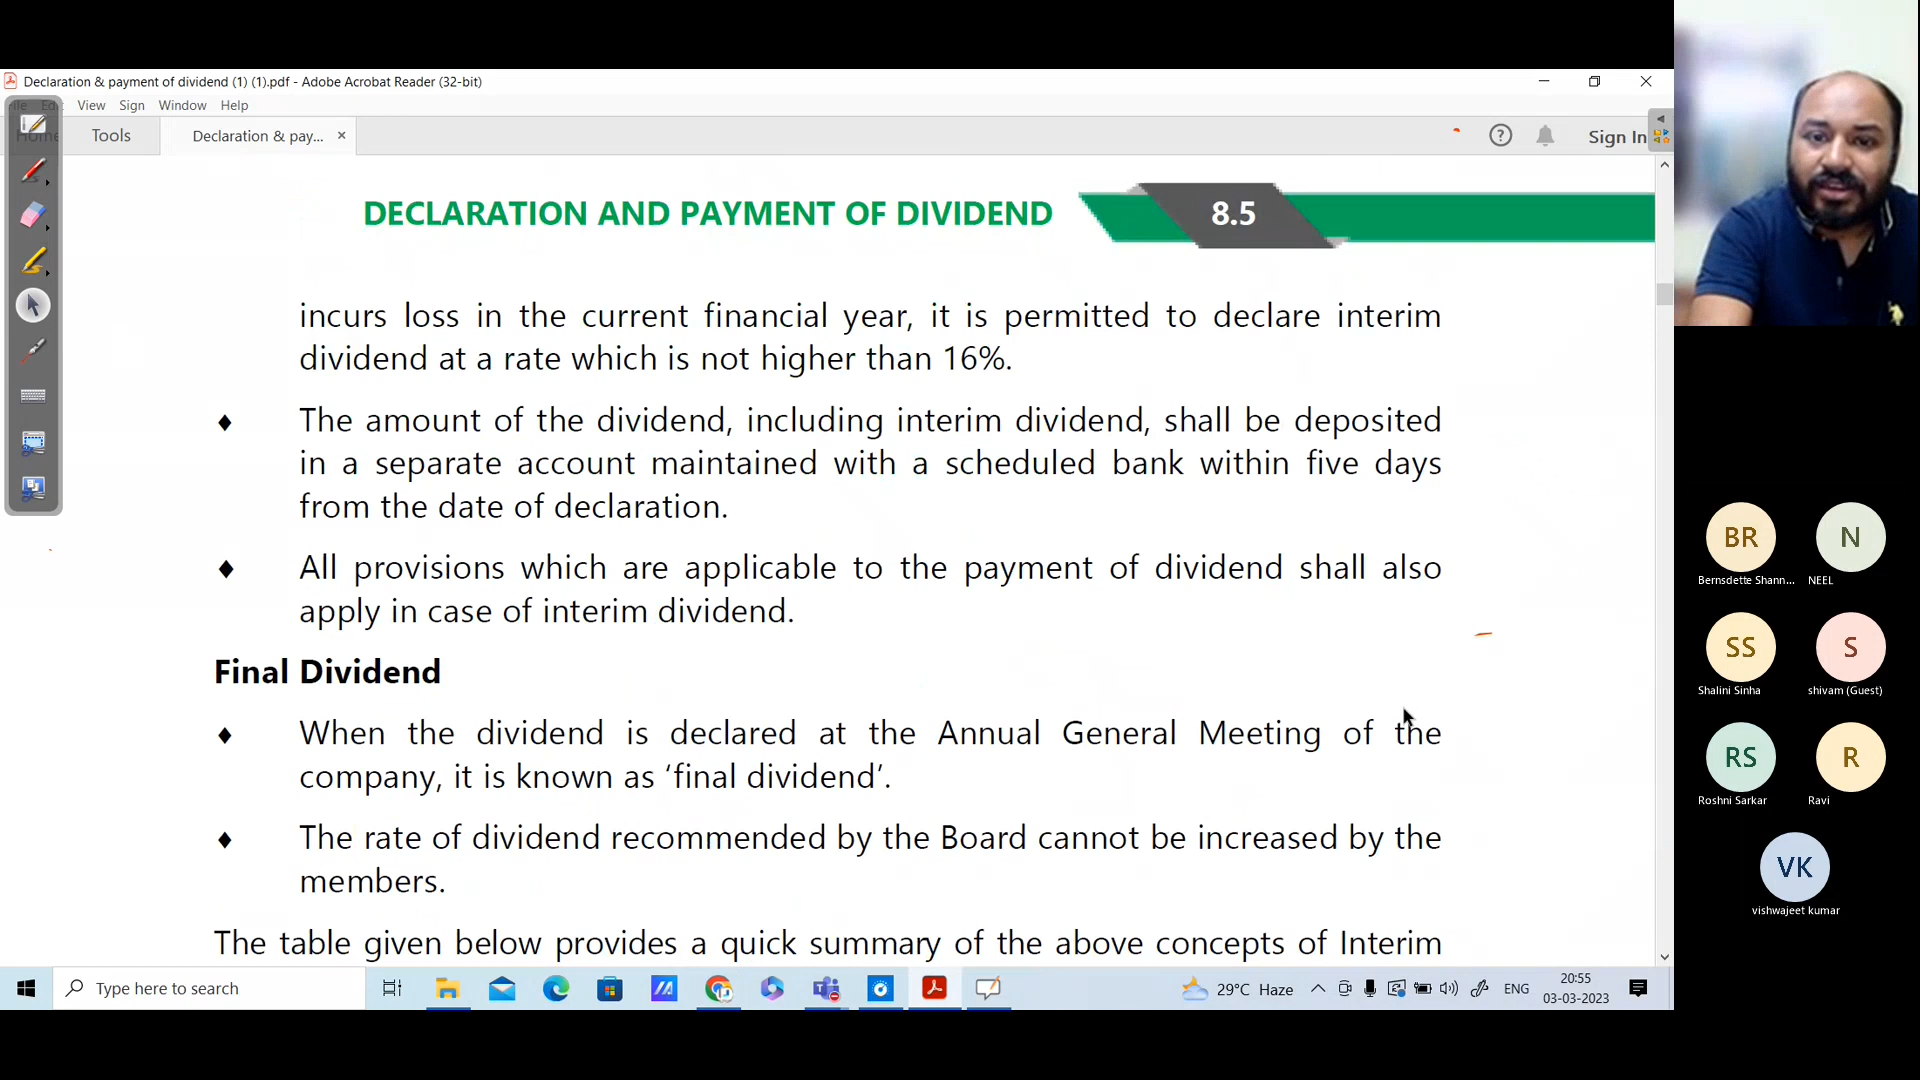 Declaration & payment of dividend (1) (1).pdf - Adobe Acrobat Reader (32-bit)
View Sign Window Help
Tools
Declaration & pay... ×
Sign In
DECLARATION AND PAYMENT OF DIVIDEND 8.5
incurs loss in the current financial year, it is permitted to declare interim
dividend at a rate which is not higher than 16%.
♦ The amount of the dividend, including interim dividend, shall be deposited
in a separate account maintained with a scheduled bank within five days
from the date of declaration.
♦ All provisions which are applicable to the payment of dividend shall also
apply in case of interim dividend.
Final Dividend
♦ When the dividend is declared at the Annual General Meeting of the
company, it is known as ‘final dividend’.
♦ The rate of dividend recommended by the Board cannot be increased by the
members.
The table given below provides a quick summary of the above concepts of Interim
Type here to search
29°C Haze
ENG
20:55
03-03-2023
BR N
Bernsdette Shann... NEEL
SS S
Shalini Sinha shivam (Guest)
RS R
Roshni Sarkar Ravi
VK
vishwajeet kumar